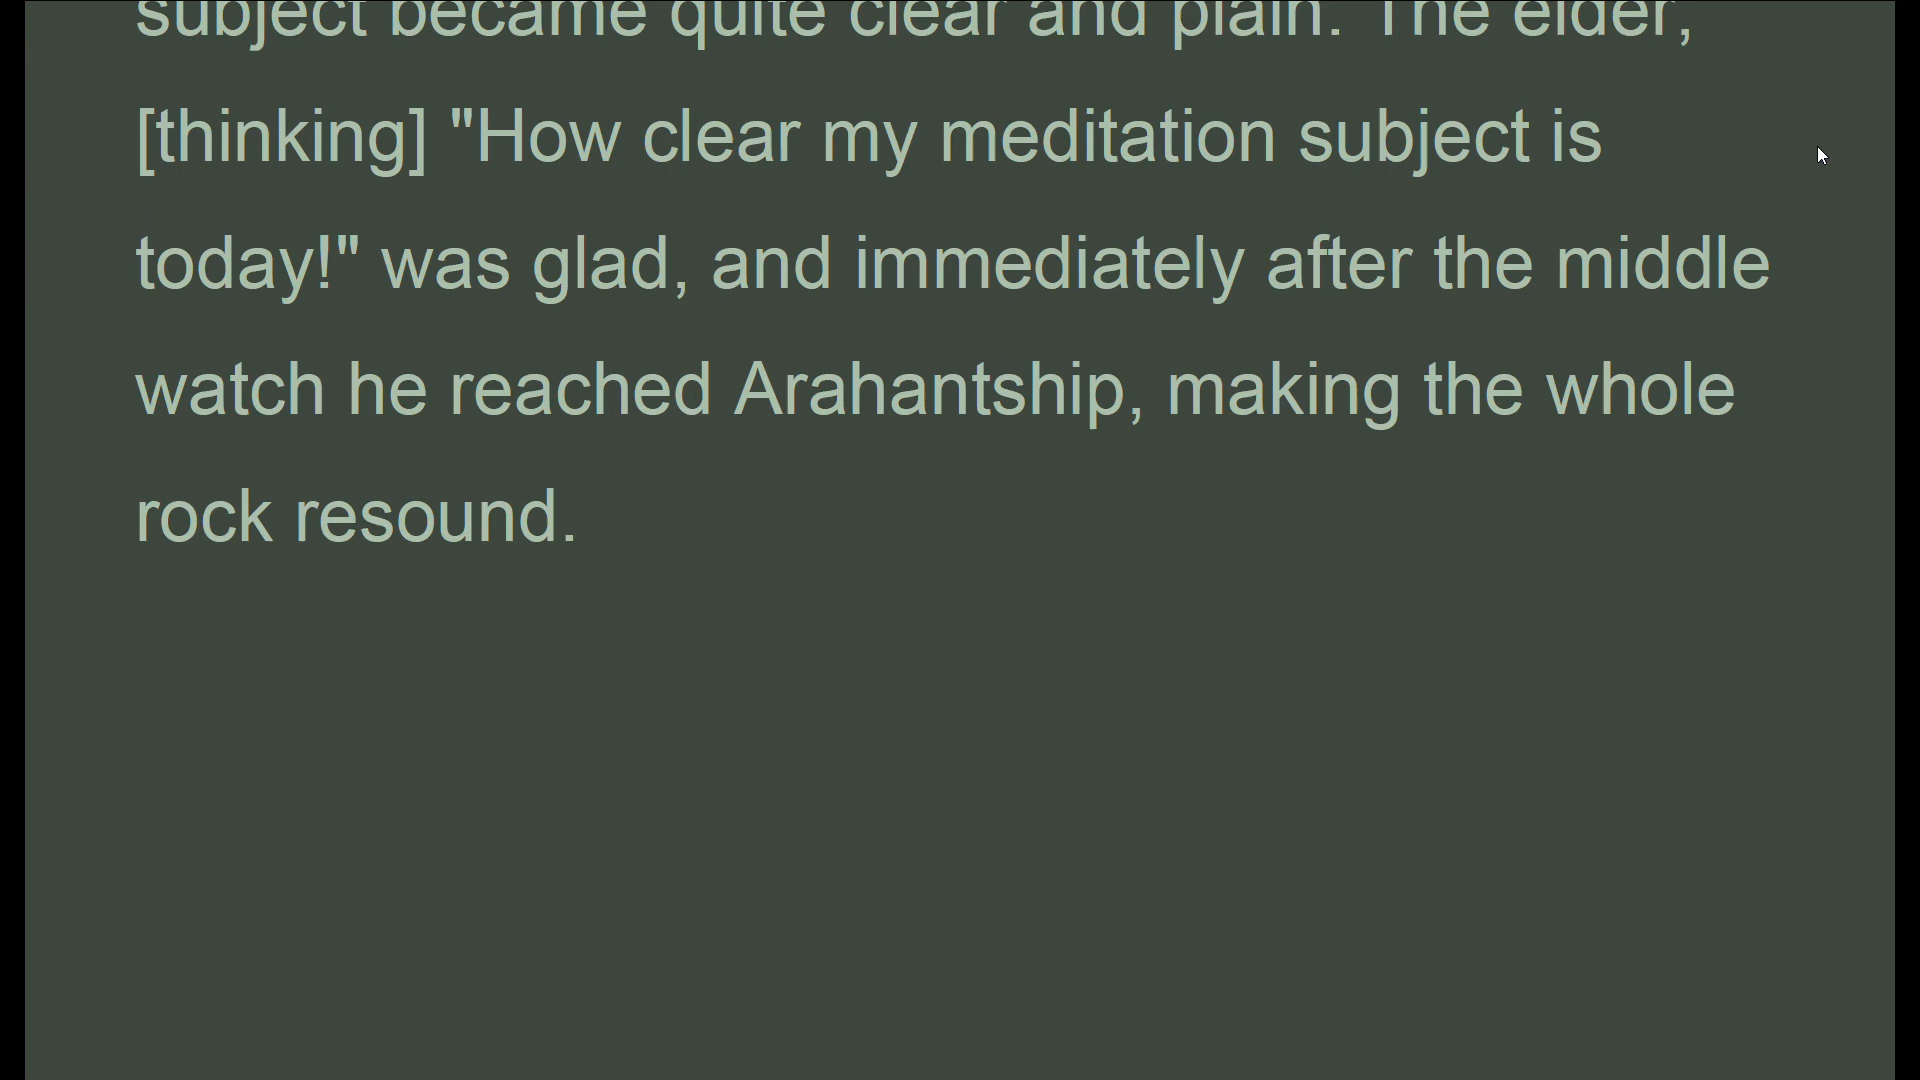 subject became quite clear and plain. The elder,
[thinking] "How clear my meditation subject is
today!" was glad, and immediately after the middle
watch he reached Arahantship, making the whole
rock resound.